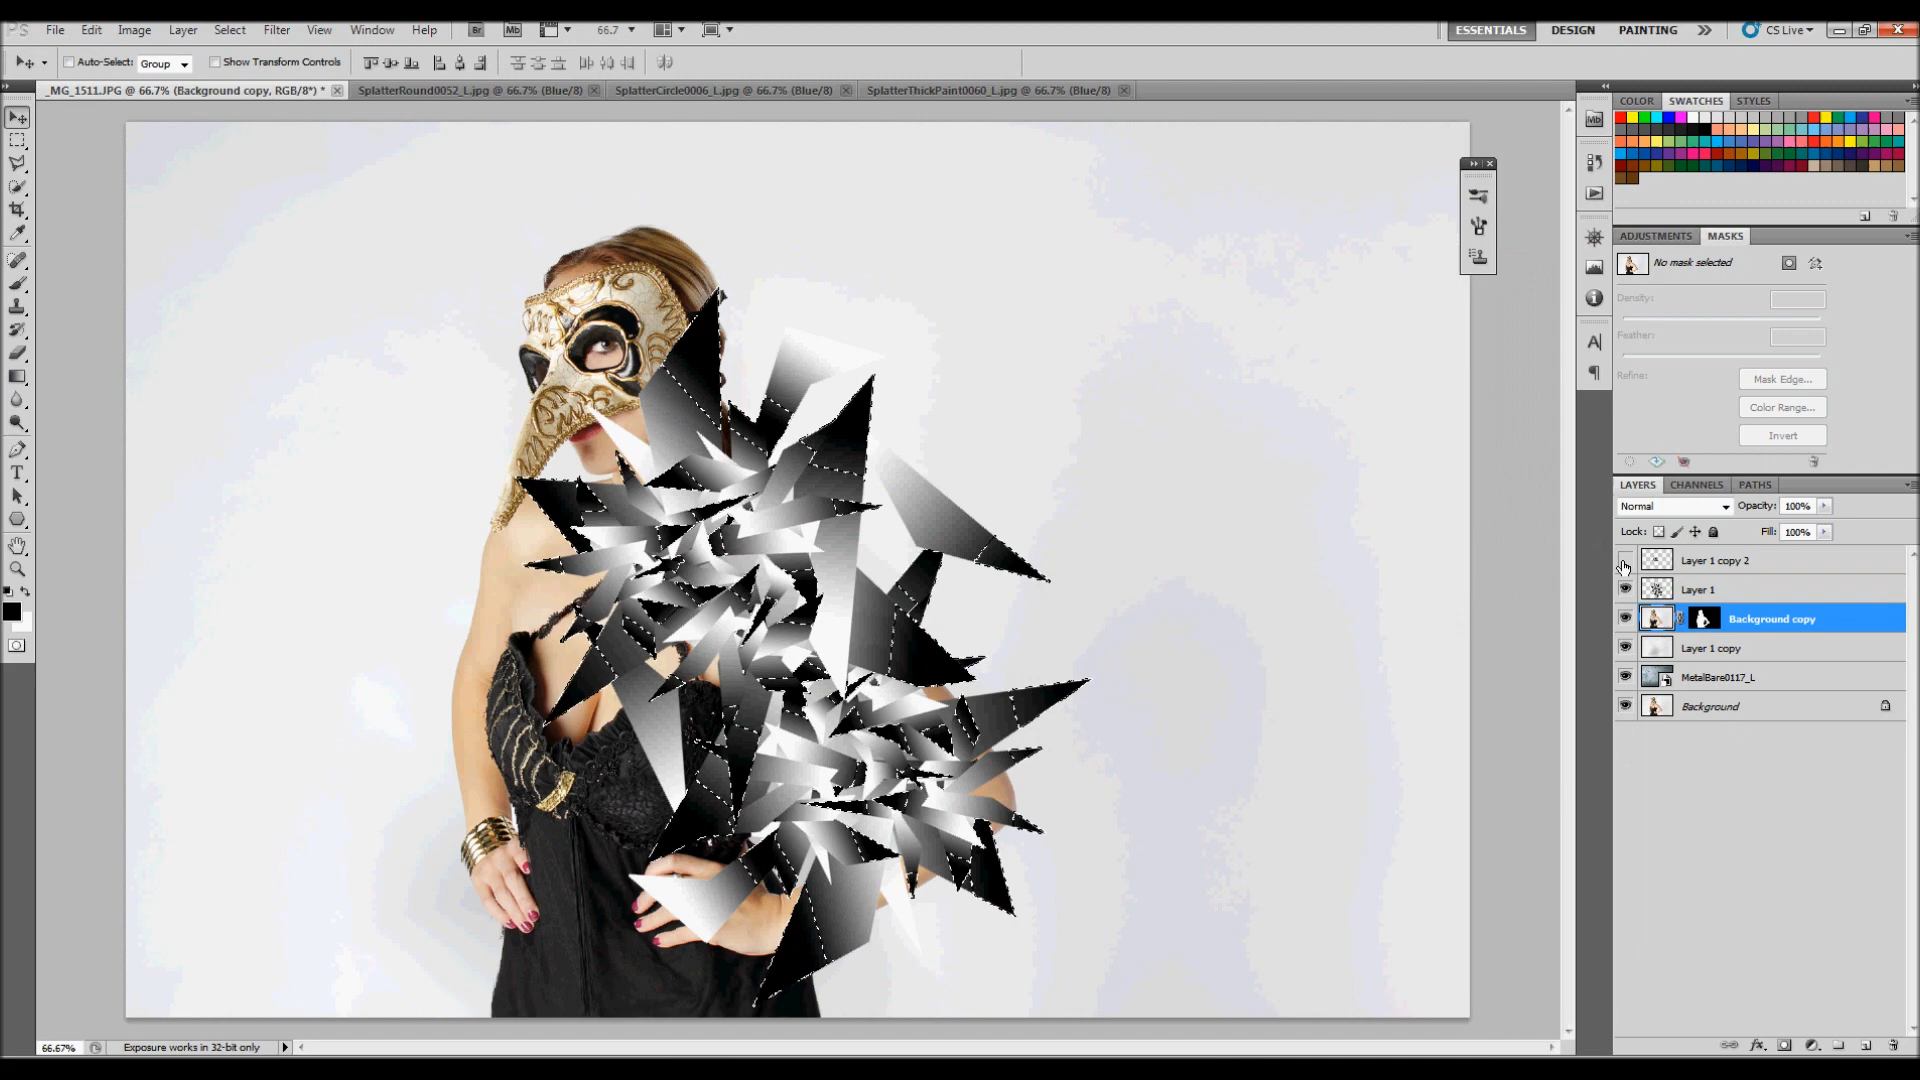 PS File Edit Image Layer Select Filter View Window Help Br Mb 66.7 ESSENTIALS DESIGN PAINTING CS Live
Auto-Select: Group Show Transform Controls
_MG_1511.JPG @ 66.7% (Background copy, RGB/8*) * SplatterRound0052_L.jpg @ 66.7% (Blue/8) SplatterCircle0006_L.jpg @ 66.7% (Blue/8) SplatterThickPaint0060_L.jpg @ 66.7% (Blue/8)
COLOR SWATCHES STYLES
Mb
ADJUSTMENTS MASKS
No mask selected
Density:
Feather:
Refine:
Mask Edge...
Color Range...
Invert
LAYERS CHANNELS PATHS
Normal Opacity: 100%
Lock: Fill: 100%
Layer 1 copy 2
Layer 1
Background copy
Layer 1 copy
MetalBare0117_L
Background
66.67% Exposure works in 32-bit only